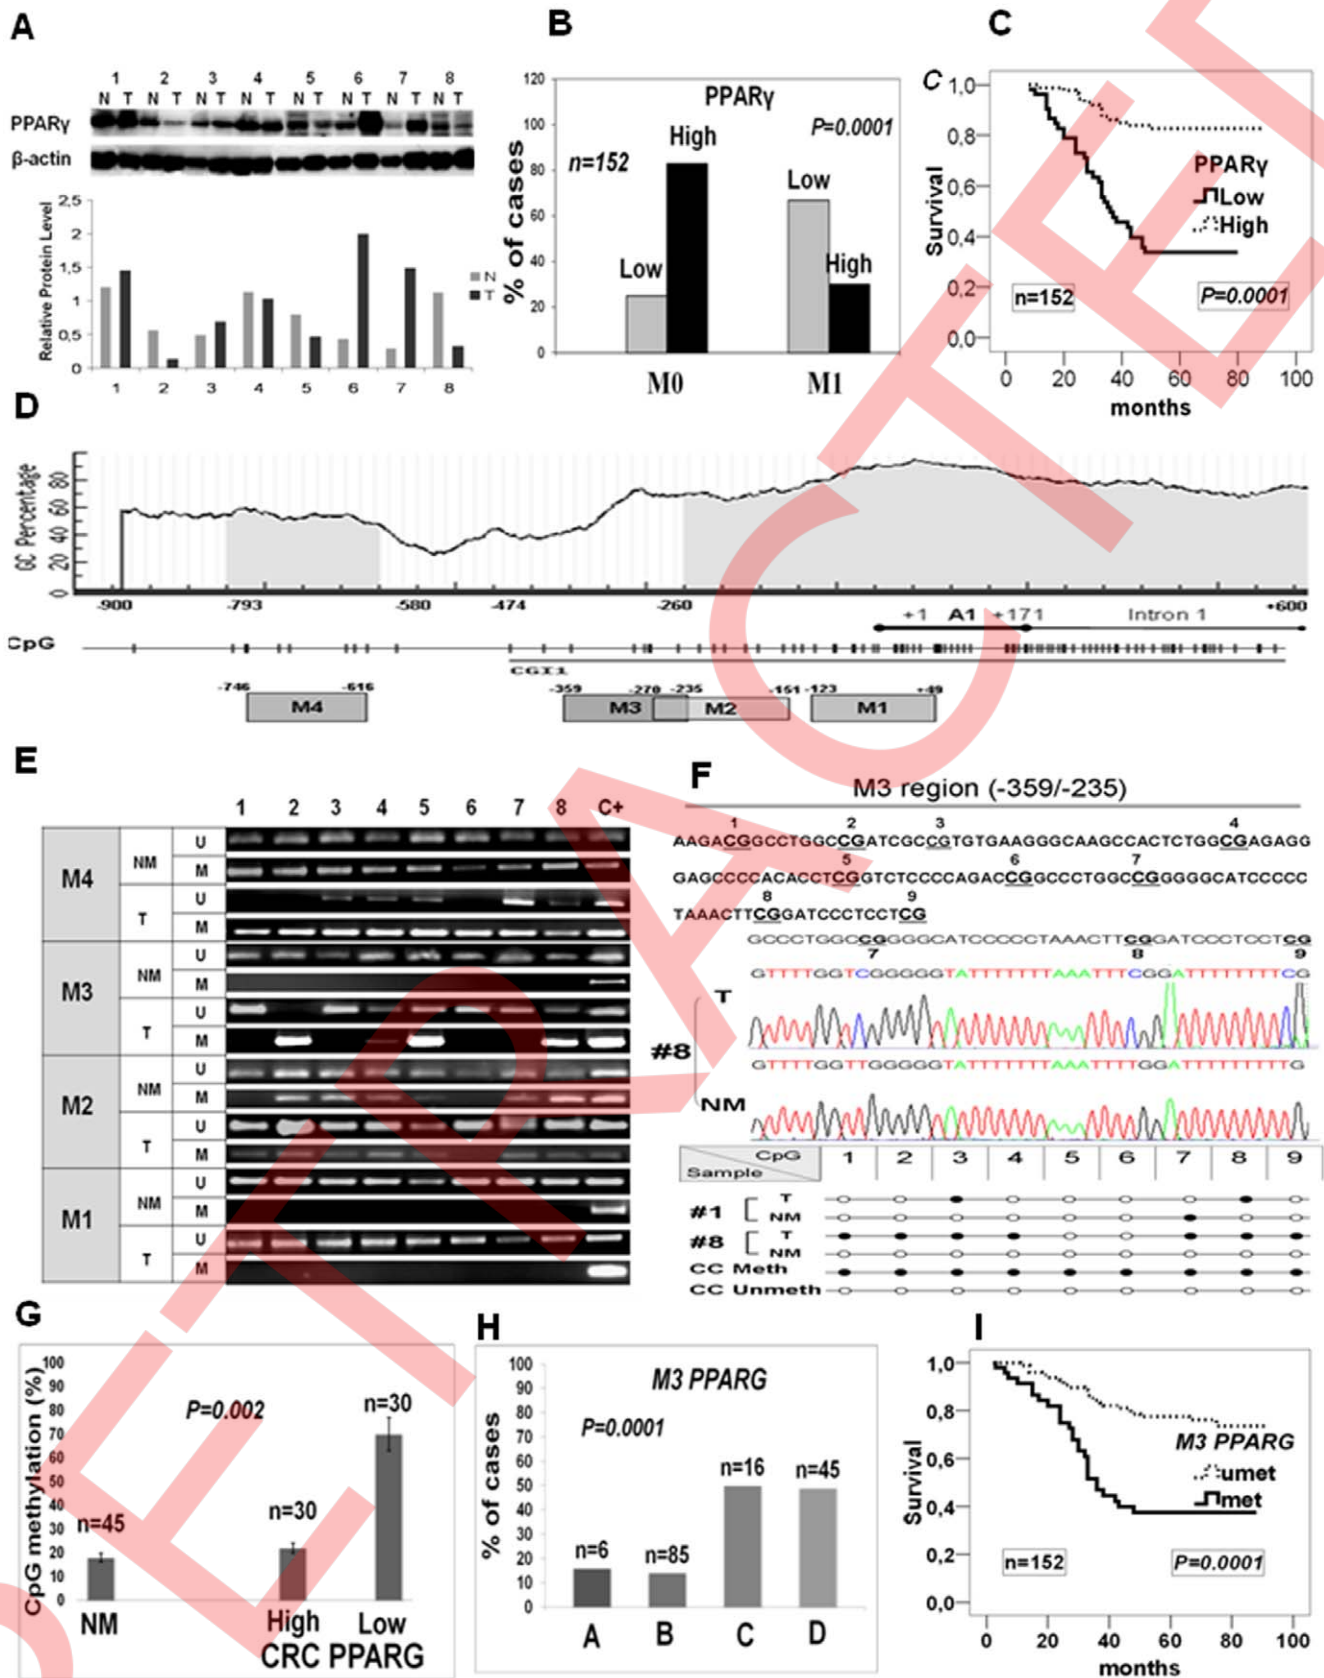 A
1 2 3 4 5 6 7 8
N T N T N T N T N T N T N T N T
PPARγ
β-actin
Relative Protein Level
2,5
2
1,5
1
0,5
0
N
T
1 2 3 4 5 6 7 8
B
PPARγ
n=152
P=0.0001
% of cases
120
100
80
60
40
20
0
Low
High
Low
High
M0 M1
C
C
Survival
1,0
0,8
0,6
0,4
0,2
0,0
PPARγ
Low
High
n=152
P=0.0001
0 20 40 60 80 100
months
D
GC Percentage
0 20 40 60 80
-900 -793 -580 -474 -260 +600
+1 A1 +171 Intron 1
CpG
CGI1
-746 -616 -359 -270 -235 -151 -123 +49
M4 M3 M2 M1
E
1 2 3 4 5 6 7 8 C+
M4
NM
U
M
T
U
M
M3
NM
U
M
T
U
M
M2
NM
U
M
T
U
M
M1
NM
U
M
T
U
M
F
M3 region (-359/-235)
1 2 3 4
AAGACGGCCTGGCCGATCGCCGTGTGAAGGGCAAGCCACTCTGGCGAGAGG
5 6 7
GAGCCCCACACCTCGGTCTCCCCAGACCGGCCCTGGCCGGGGGCATCCCCC
8 9
TAAACTTCGGATCCCTCCTCG
GCCCTGGCCGGGGGCATCCCCCTAAACTTCGGATCCCTCCTCG
7 8 9
GTTTTGGTCGGGGGTATTTTTTTAAATTTCGGATTTTTTTTCG
T
#8
GTTTTGGTTGGGGGTATTTTTTTAAATTTTGGATTTTTTTTTG
NM
CpG
Sample
1 2 3 4 5 6 7 8 9
#1
T
NM
#8
T
NM
CC Meth
CC Unmeth
G
CpG methylation (%)
100
90
80
70
60
50
40
30
20
10
0
P=0.002
n=45
n=30
n=30
NM
High Low
CRC PPARG
H
M3 PPARG
P=0.0001
% of cases
100
90
80
70
60
50
40
30
20
10
0
n=6
n=85
n=16
n=45
A B C D
I
Survival
1,0
0,8
0,6
0,4
0,2
0,0
M3 PPARG
umet
met
n=152
P=0.0001
0 20 40 60 80 100
months
RETRACTED